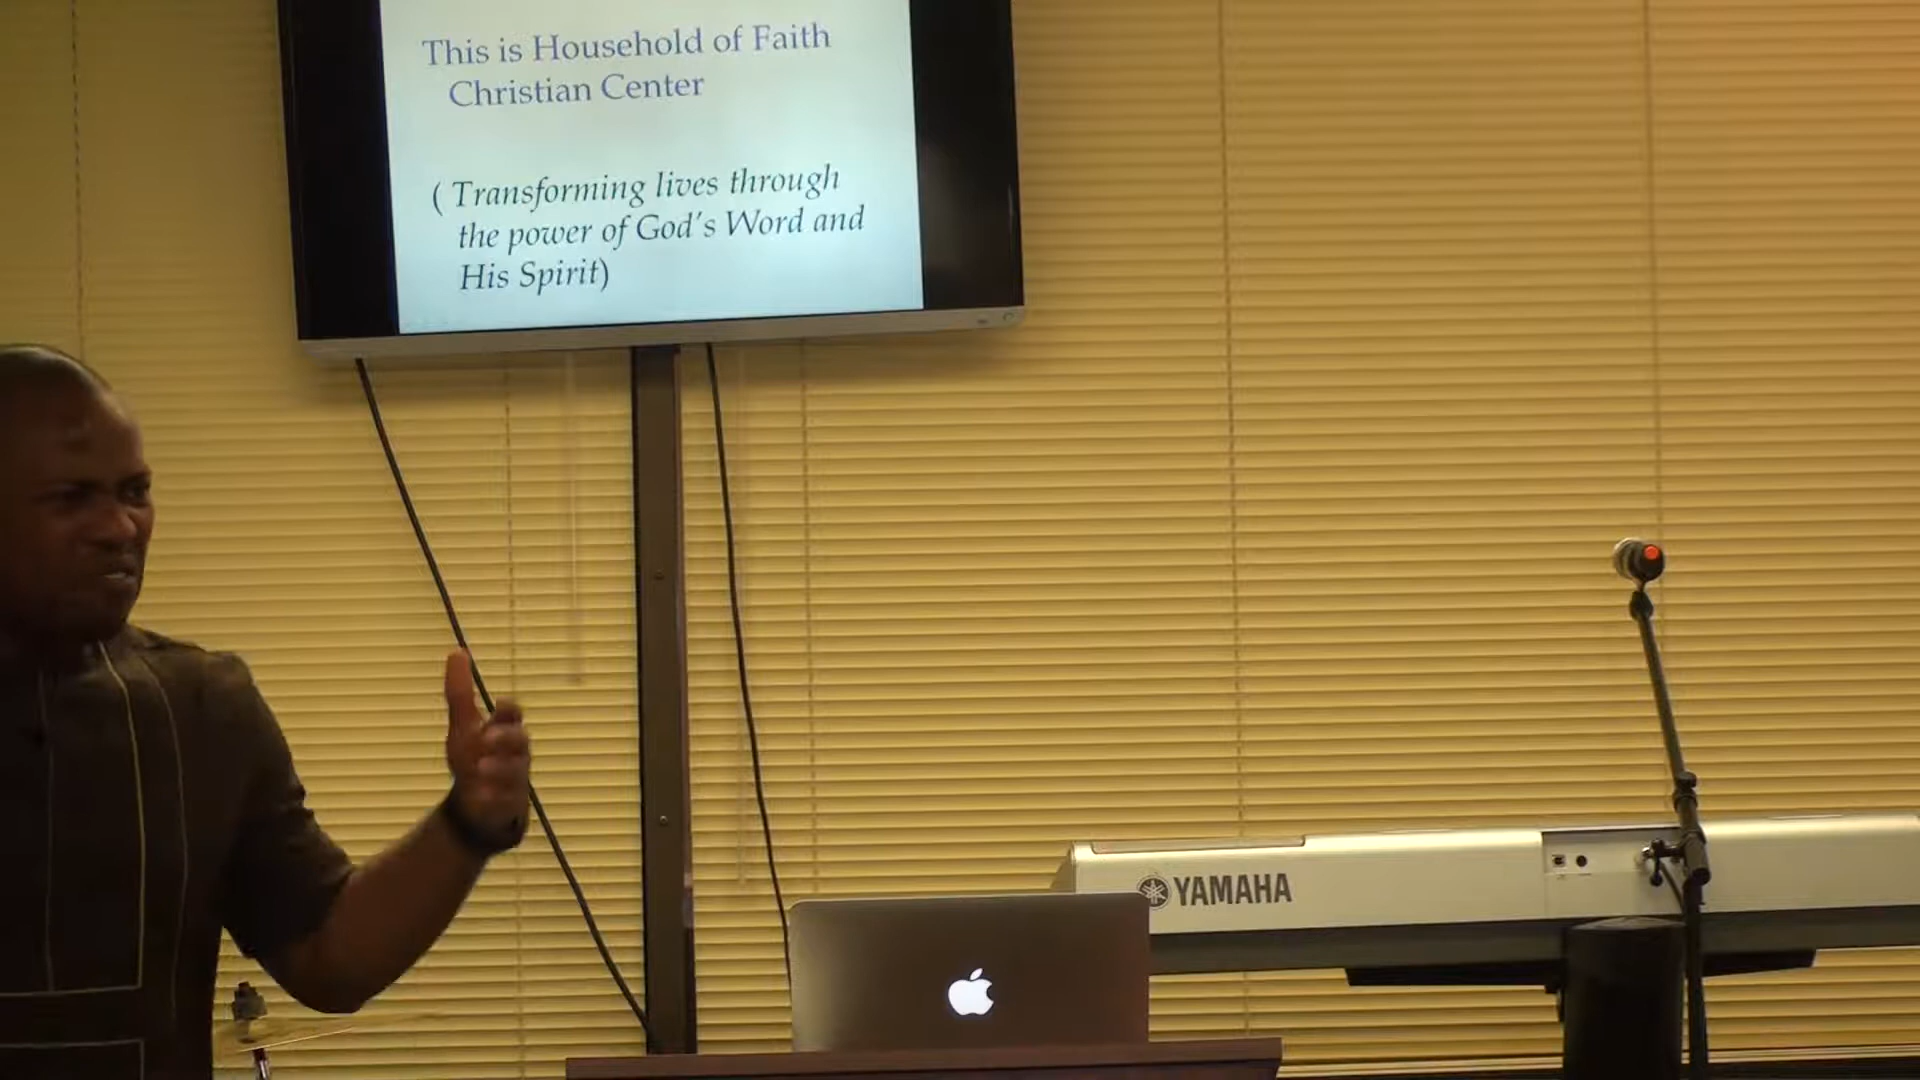 This is Household of Faith
Christian Center
( Transforming lives through
the power of God's Word and
His Spirit)
YAMAHA